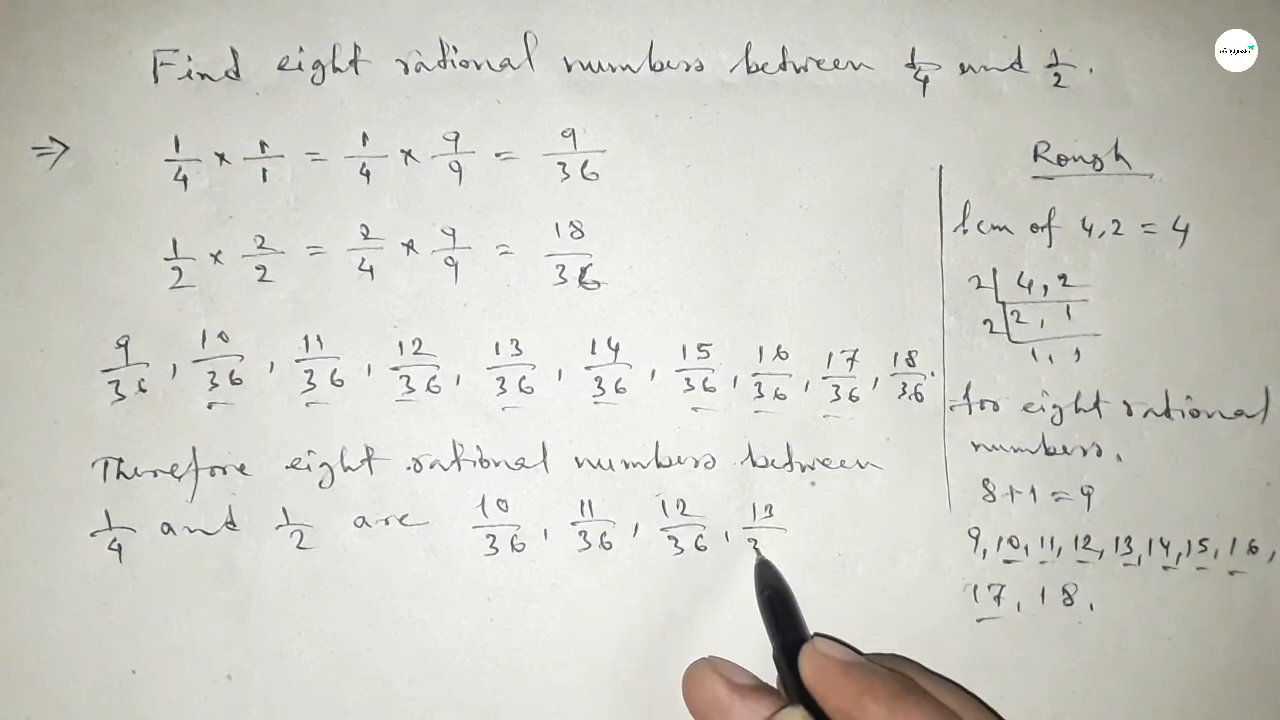 Find eight rational numbers between 1/4 and 1/2.
⇒ 1/4 × 1/1 = 1/4 × 9/9 = 9/36
1/2 × 2/2 = 2/4 × 9/9 = 18/36
9/36, 10/36, 11/36, 12/36, 13/36, 14/36, 15/36, 16/36, 17/36, 18/36.
Therefore eight rational numbers between
1/4 and 1/2 are 10/36, 11/36, 12/36, 13/3
Rough
lcm of 4,2 = 4
2 | 4, 2
2 | 2, 1
1, 1
for eight rational
numbers.
8+1=9
9, 10, 11, 12, 13, 14, 15, 16,
17, 18.